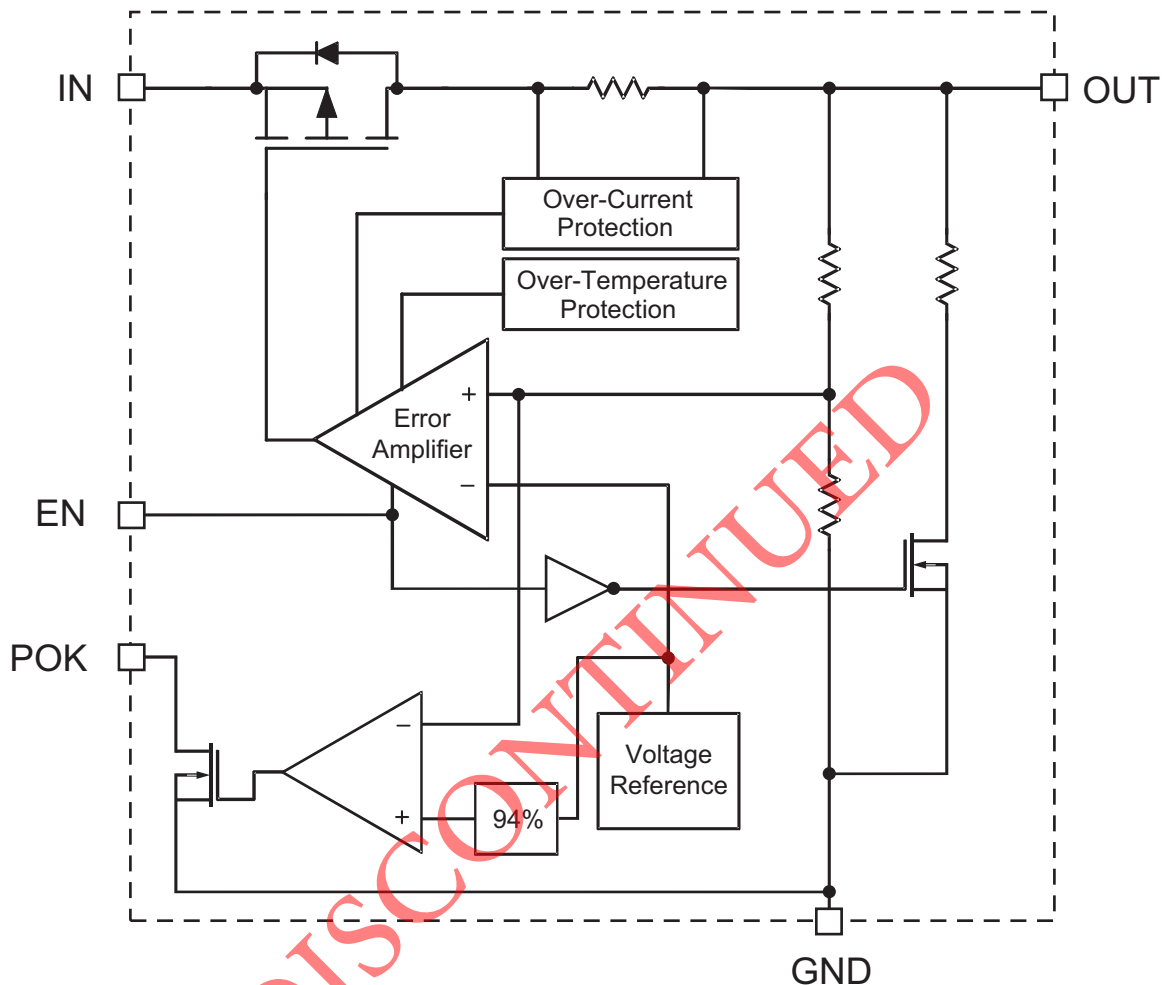 IN
OUT
Over-Current
Protection
Over-Temperature
Protection
+
Error
Amplifier
−
EN
POK
−
Voltage
Reference
+
94%
GND
DISCONTINUED